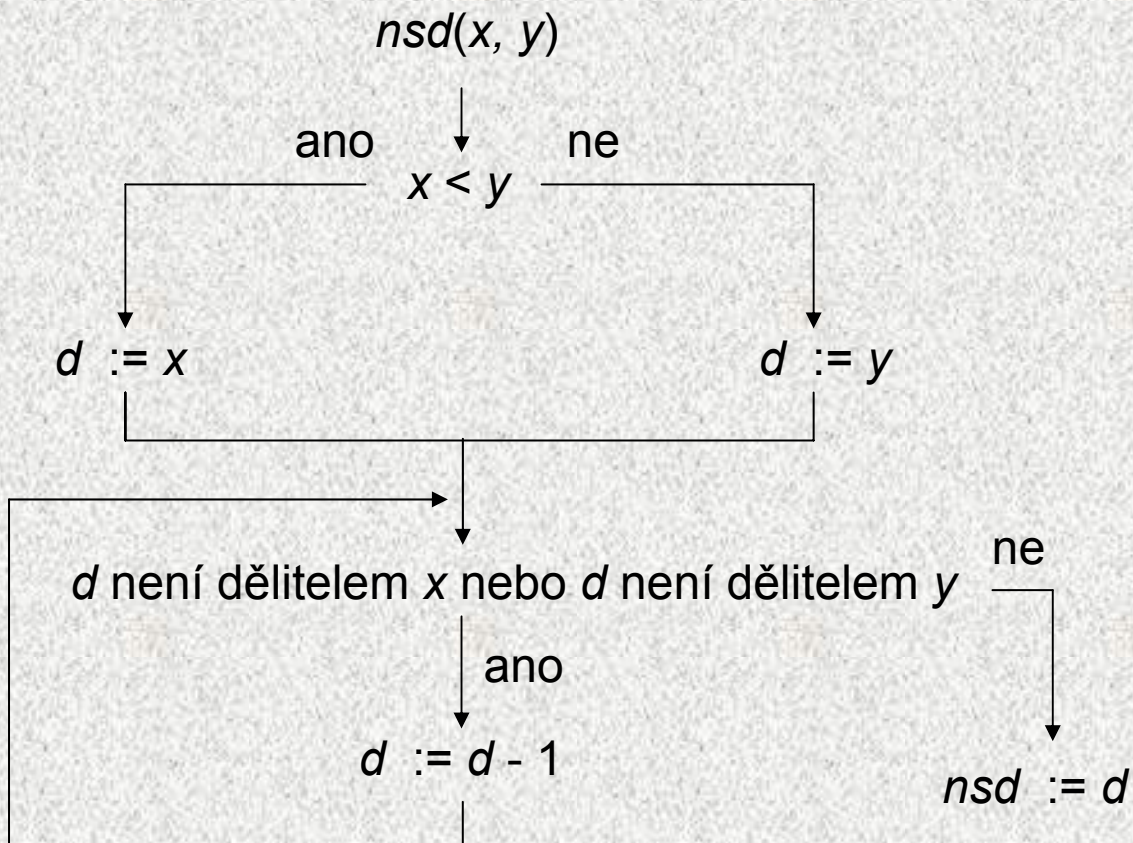 nsd(x, y)
ano ne
x < y
d := x d := y
ne
d není dělitelem x nebo d není dělitelem y
ano
d := d - 1
nsd := d